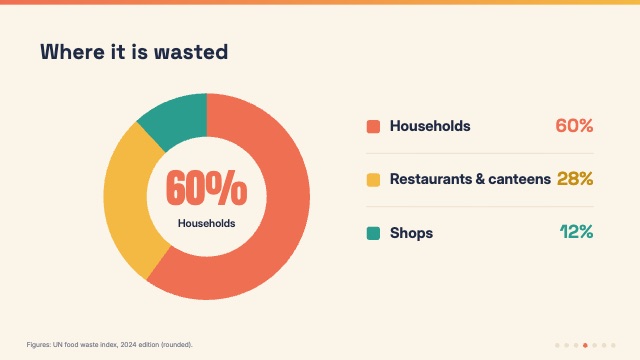 Where it is wasted
60%
Households
Households 60%
Restaurants & canteens 28%
Shops 12%
Figures: UN food waste index, 2024 edition (rounded).